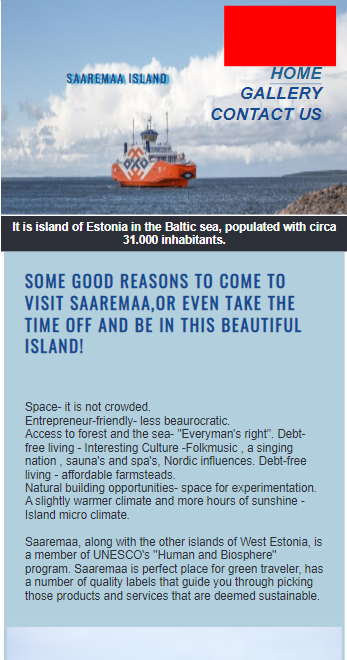 SAAREMAA ISLAND
HOME
GALLERY
CONTACT US
It is island of Estonia in the Baltic sea, populated with circa
31.000 inhabitants.
SOME GOOD REASONS TO COME TO
VISIT SAAREMAA,OR EVEN TAKE THE
TIME OFF AND BE IN THIS BEAUTIFUL
ISLAND!
Space- it is not crowded.
Entrepreneur-friendly- less beaurocratic.
Access to forest and the sea- "Everyman's right". Debt-
free living - Interesting Culture -Folkmusic , a singing
nation , sauna's and spa's, Nordic influences. Debt-free
living - affordable farmsteads.
Natural building opportunities- space for experimentation.
A slightly warmer climate and more hours of sunshine -
Island micro climate.
Saaremaa, along with the other islands of West Estonia, is
a member of UNESCO's "Human and Biosphere"
program. Saaremaa is perfect place for green traveler, has
a number of quality labels that guide you through picking
those products and services that are deemed sustainable.